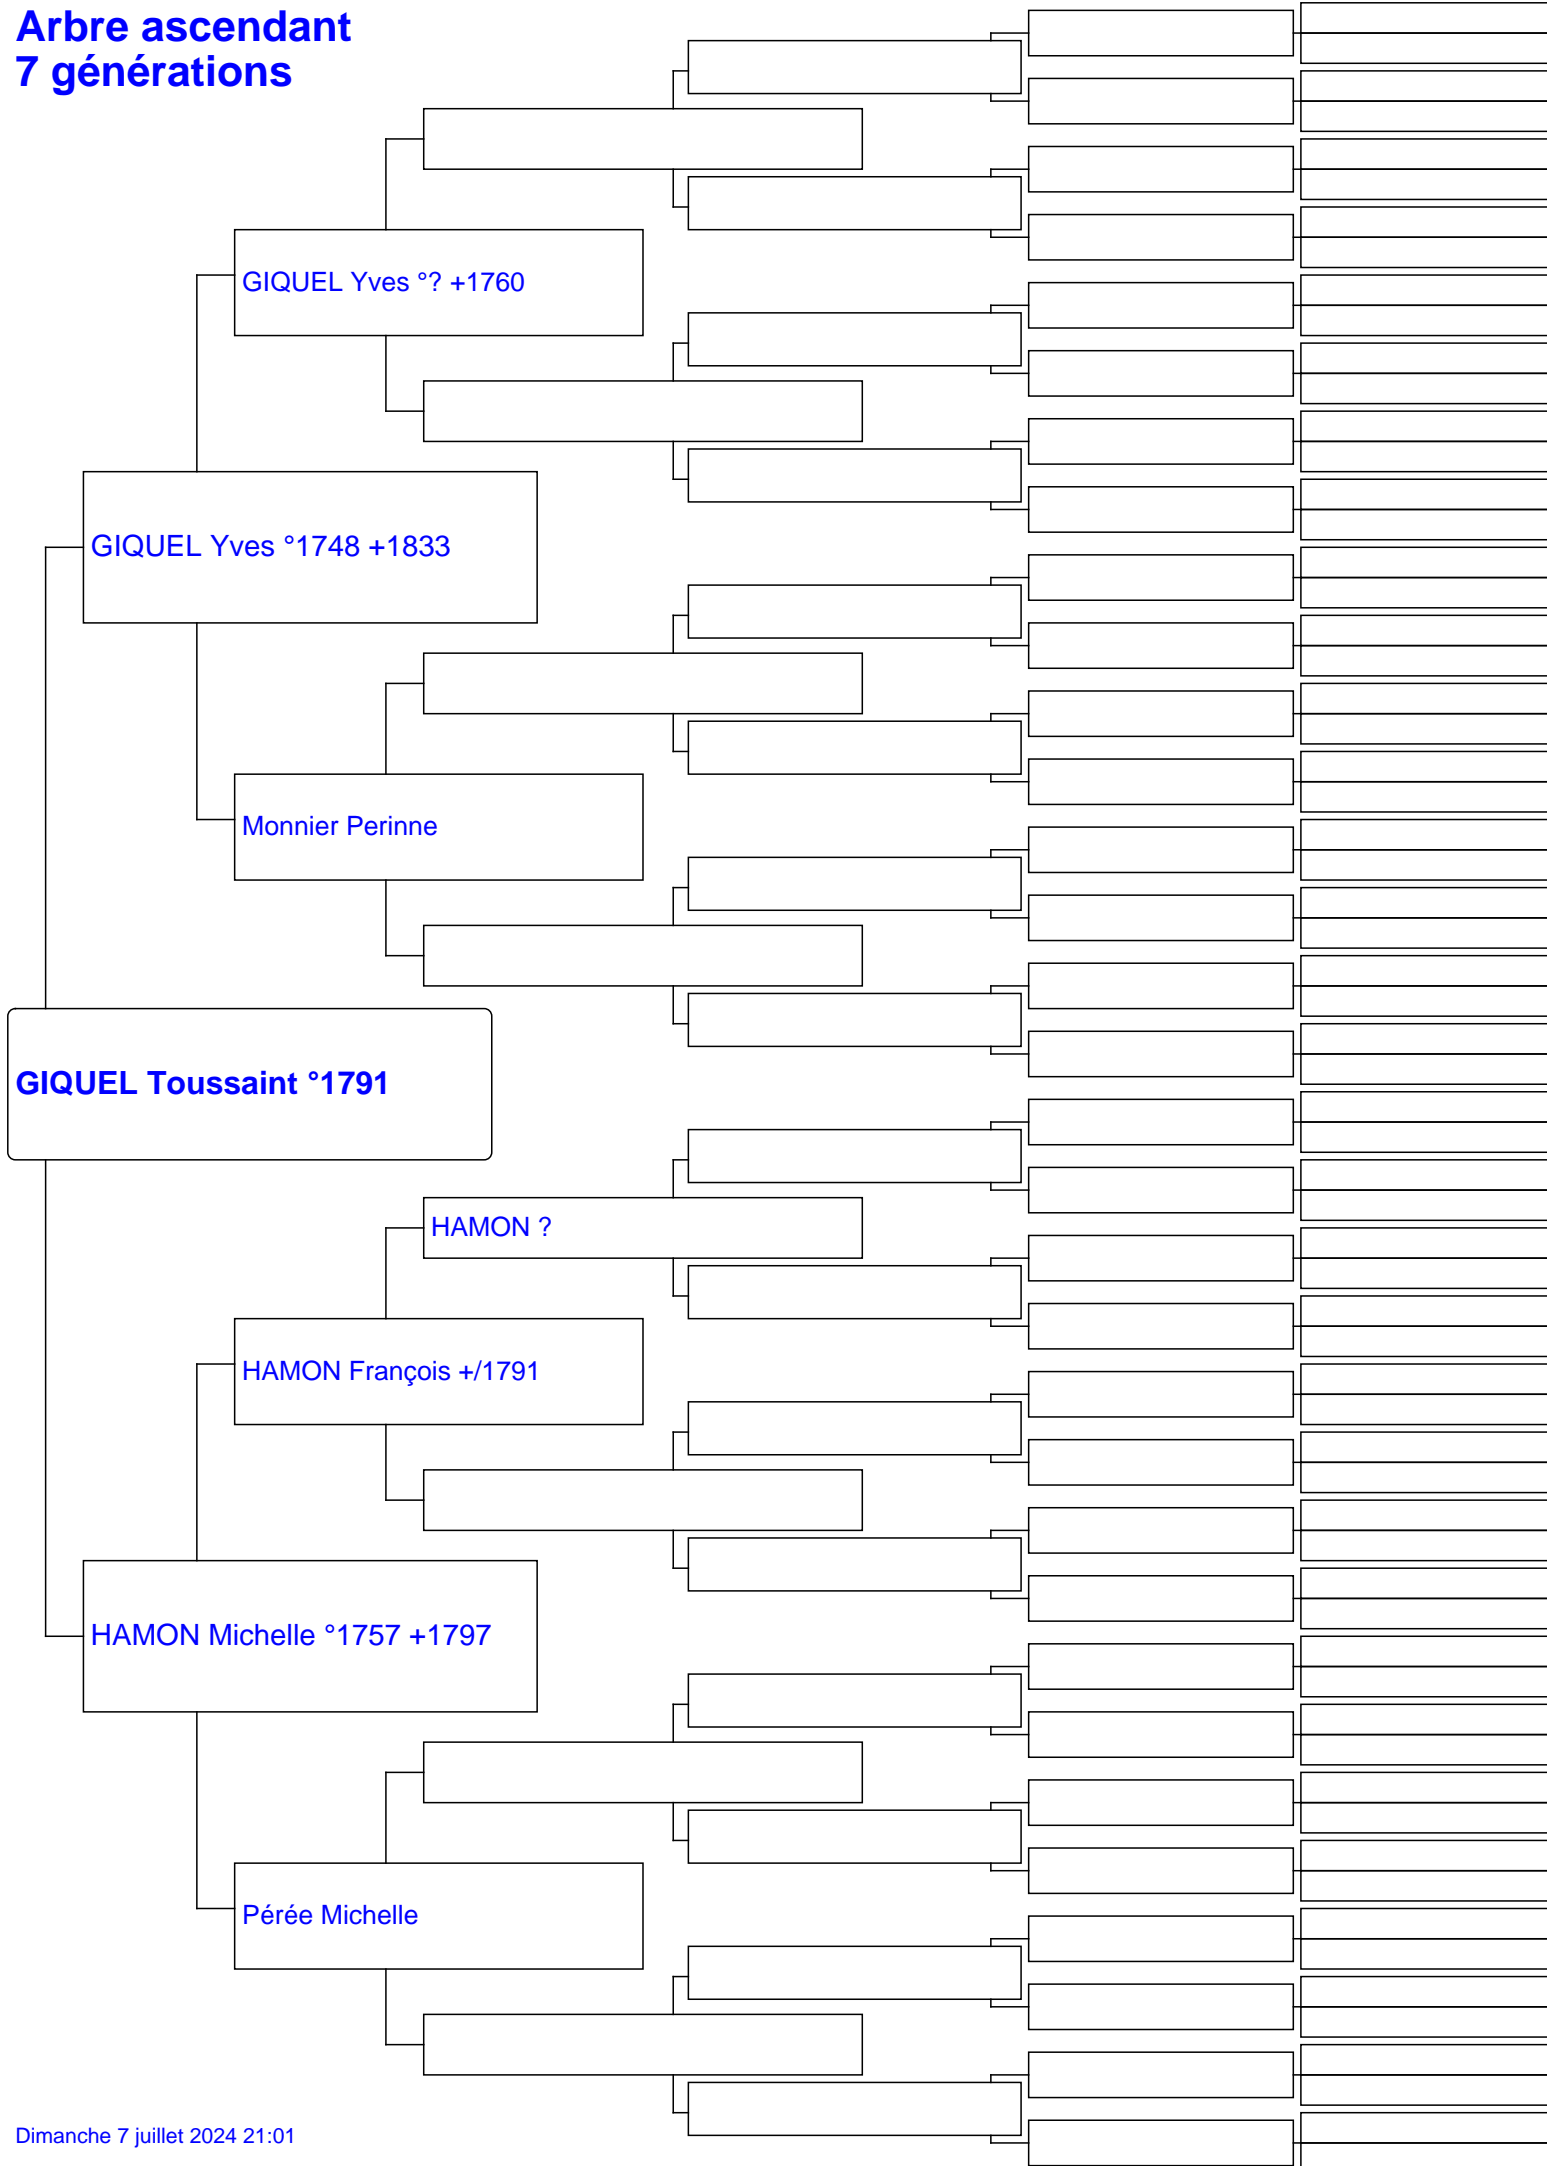 Arbre ascendant
7 générations
GIQUEL Yves °? +1760
GIQUEL Yves °1748 +1833
Monnier Perinne
GIQUEL Toussaint °1791
HAMON ?
HAMON François +/1791
HAMON Michelle °1757 +1797
Pérée Michelle
Dimanche 7 juillet 2024 21:01